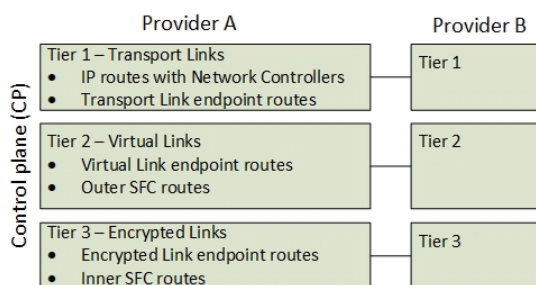 Provider A
Provider B
Control plane (CP)
Tier 1 – Transport Links
• IP routes with Network Controllers
• Transport Link endpoint routes
Tier 1
Tier 2 – Virtual Links
• Virtual Link endpoint routes
• Outer SFC routes
Tier 2
Tier 3 – Encrypted Links
• Encrypted Link endpoint routes
• Inner SFC routes
Tier 3